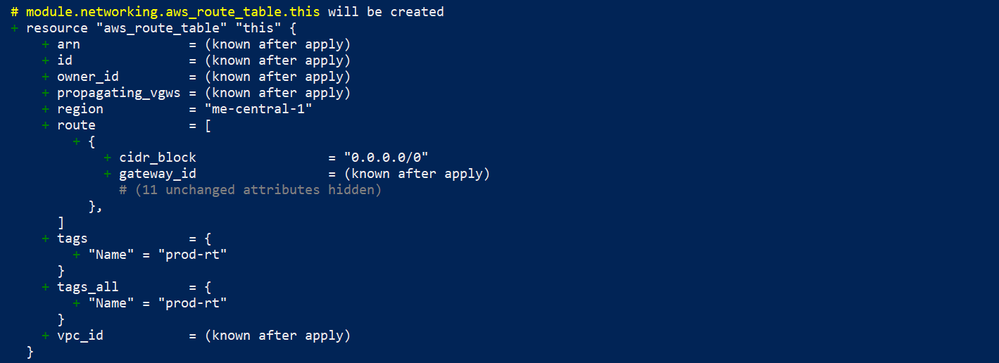 # module.networking.aws_route_table.this will be created
+ resource "aws_route_table" "this" {
    + arn              = (known after apply)
    + id               = (known after apply)
    + owner_id         = (known after apply)
    + propagating_vgws = (known after apply)
    + region           = "me-central-1"
    + route            = [
        + {
            + cidr_block                 = "0.0.0.0/0"
            + gateway_id                 = (known after apply)
              # (11 unchanged attributes hidden)
          },
      ]
    + tags             = {
        + "Name" = "prod-rt"
      }
    + tags_all         = {
        + "Name" = "prod-rt"
      }
    + vpc_id           = (known after apply)
  }